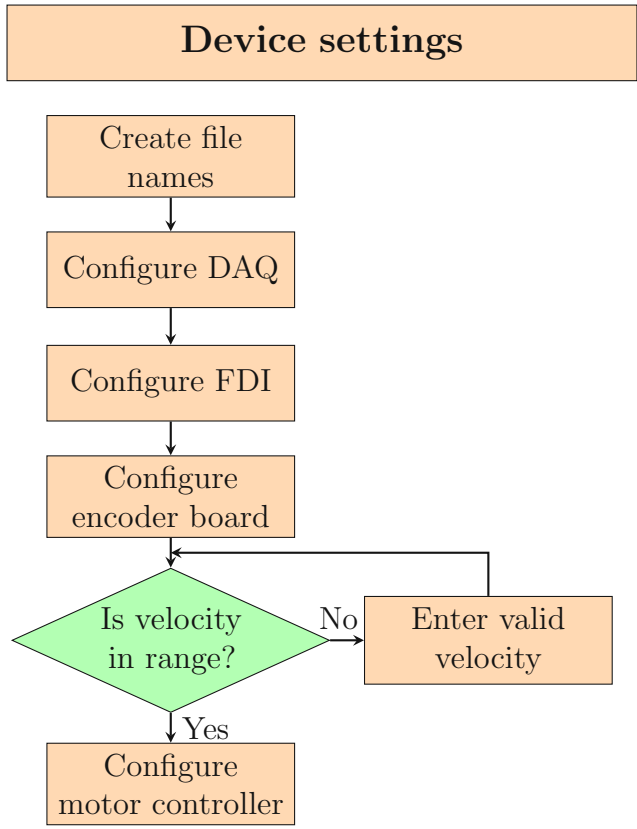 Device settings
Create file
names
Configure DAQ
Configure FDI
Configure
encoder board
Is velocity
in range?
No
Enter valid
velocity
Yes
Configure
motor controller